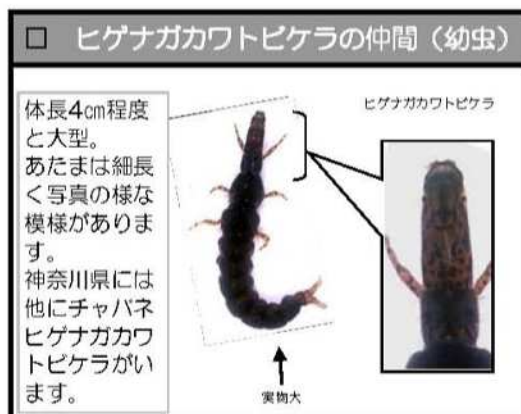 □ ヒゲナガカワトビケラの仲間（幼虫）
体長4cm程度
と大型。
あたまは細長
く写真の様な
模様がありま
す。
神奈川県には
他にチャバネ
ヒゲナガカワ
トビケラがい
ます。
ヒゲナガカワトビケラ
実物大